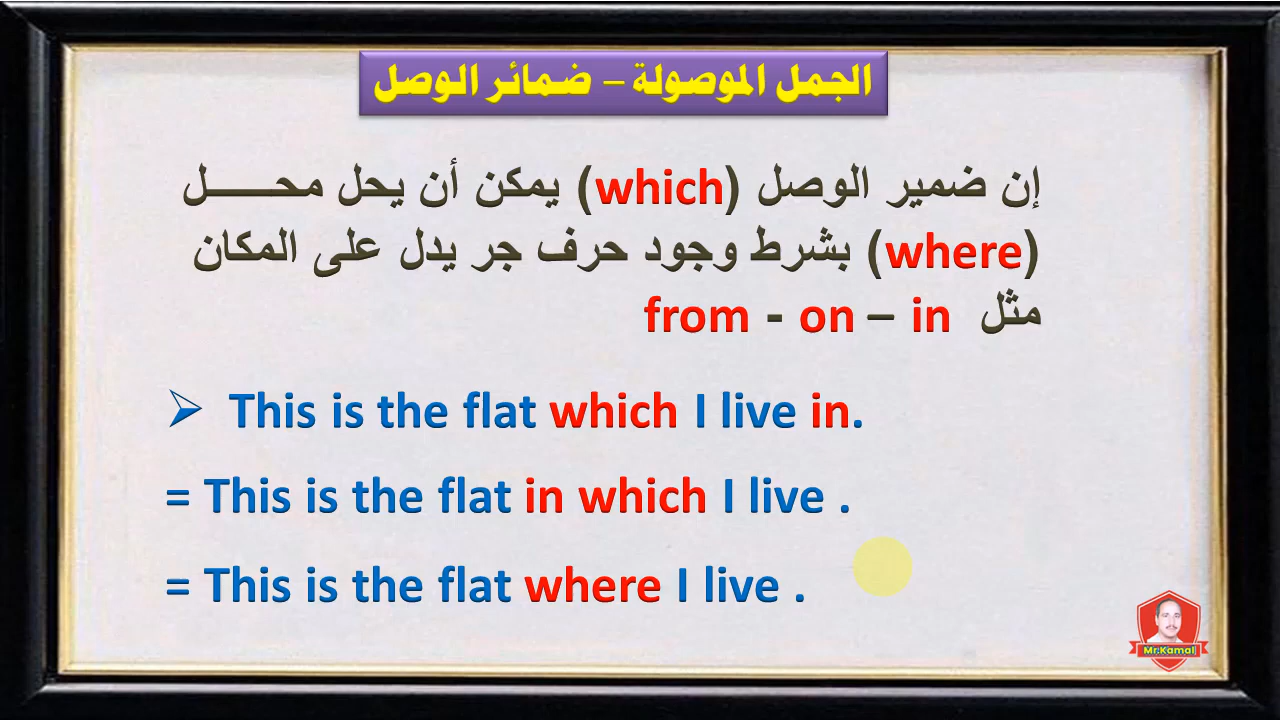 الجمل الموصولة – ضمائر الوصل
إن ضمير الوصل (which) يمكن أن يحل محـــــــل
(where) بشرط وجود حرف جر يدل على المكان
مثل in – on - from
➢ This is the flat which I live in.
= This is the flat in which I live .
= This is the flat where I live .
Mr.Kamal